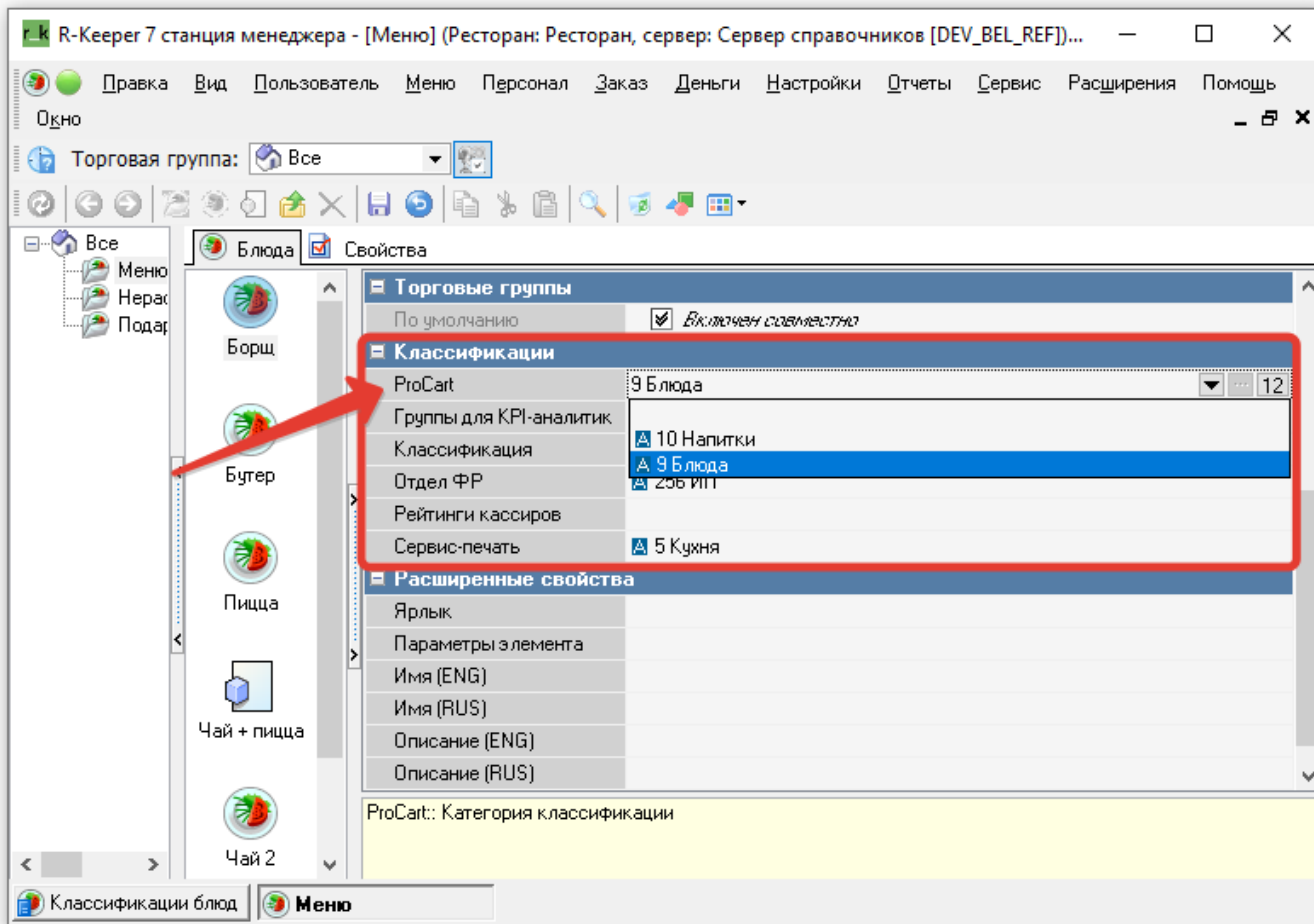 r_k R-Keeper 7 станция менеджера - [Меню] (Ресторан: Ресторан, сервер: Сервер справочников [DEV_BEL_REF])...
Правка Вид Пользователь Меню Персонал Заказ Деньги Настройки Отчеты Сервис Расширения Помощь
Окно
Торговая группа: Все
Все
Меню
Нерас
Подар
Блюда Свойства
Борщ
Бутер
Пицца
Чай + пицца
Чай 2
Торговые группы
По умолчанию Включен совместно
Классификации
ProCart 9 Блюда 12
Группы для KPI-аналитик
A 10 Напитки
Классификация
A 9 Блюда
Отдел ФР A 256 ИП
Рейтинги кассиров
Сервис-печать A 5 Кухня
Расширенные свойства
Ярлык
Параметры элемента
Имя (ENG)
Имя (RUS)
Описание (ENG)
Описание (RUS)
ProCart:: Категория классификации
Классификации блюд Меню